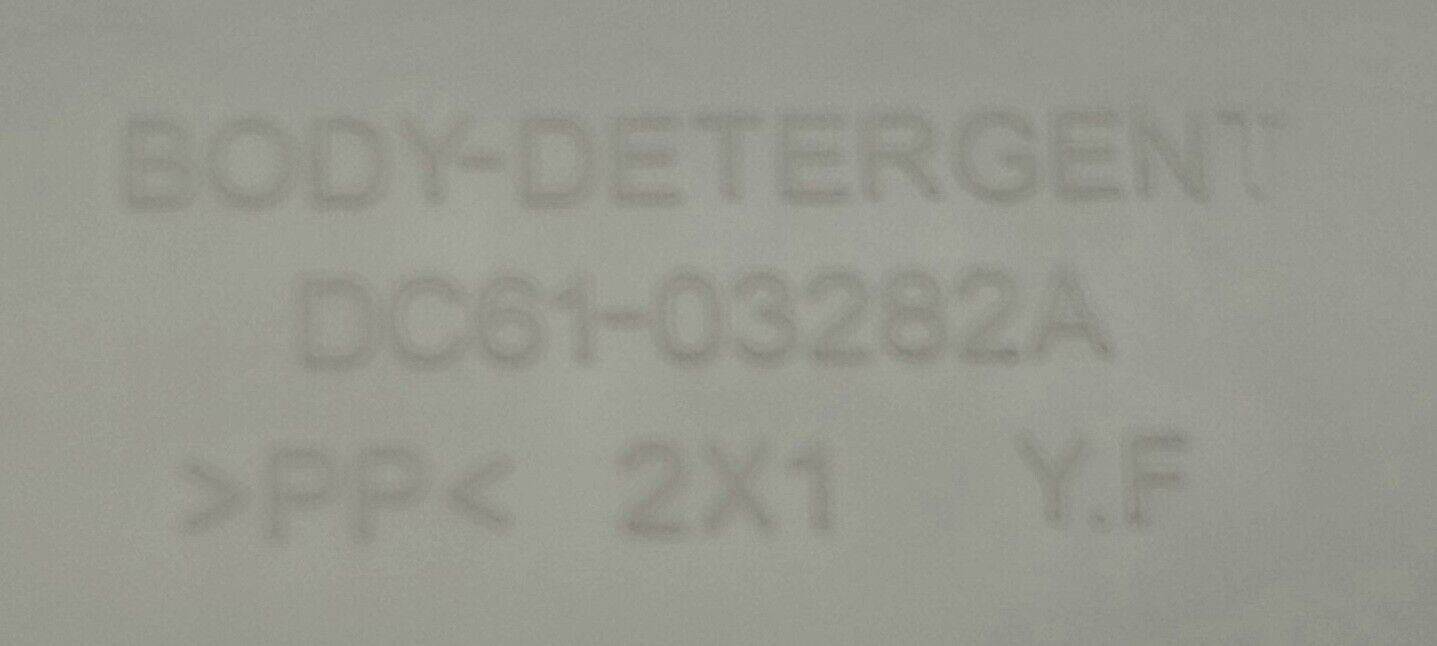 BODY-DETERGENT
DC61-03282A
>PP< 2X1 Y.F